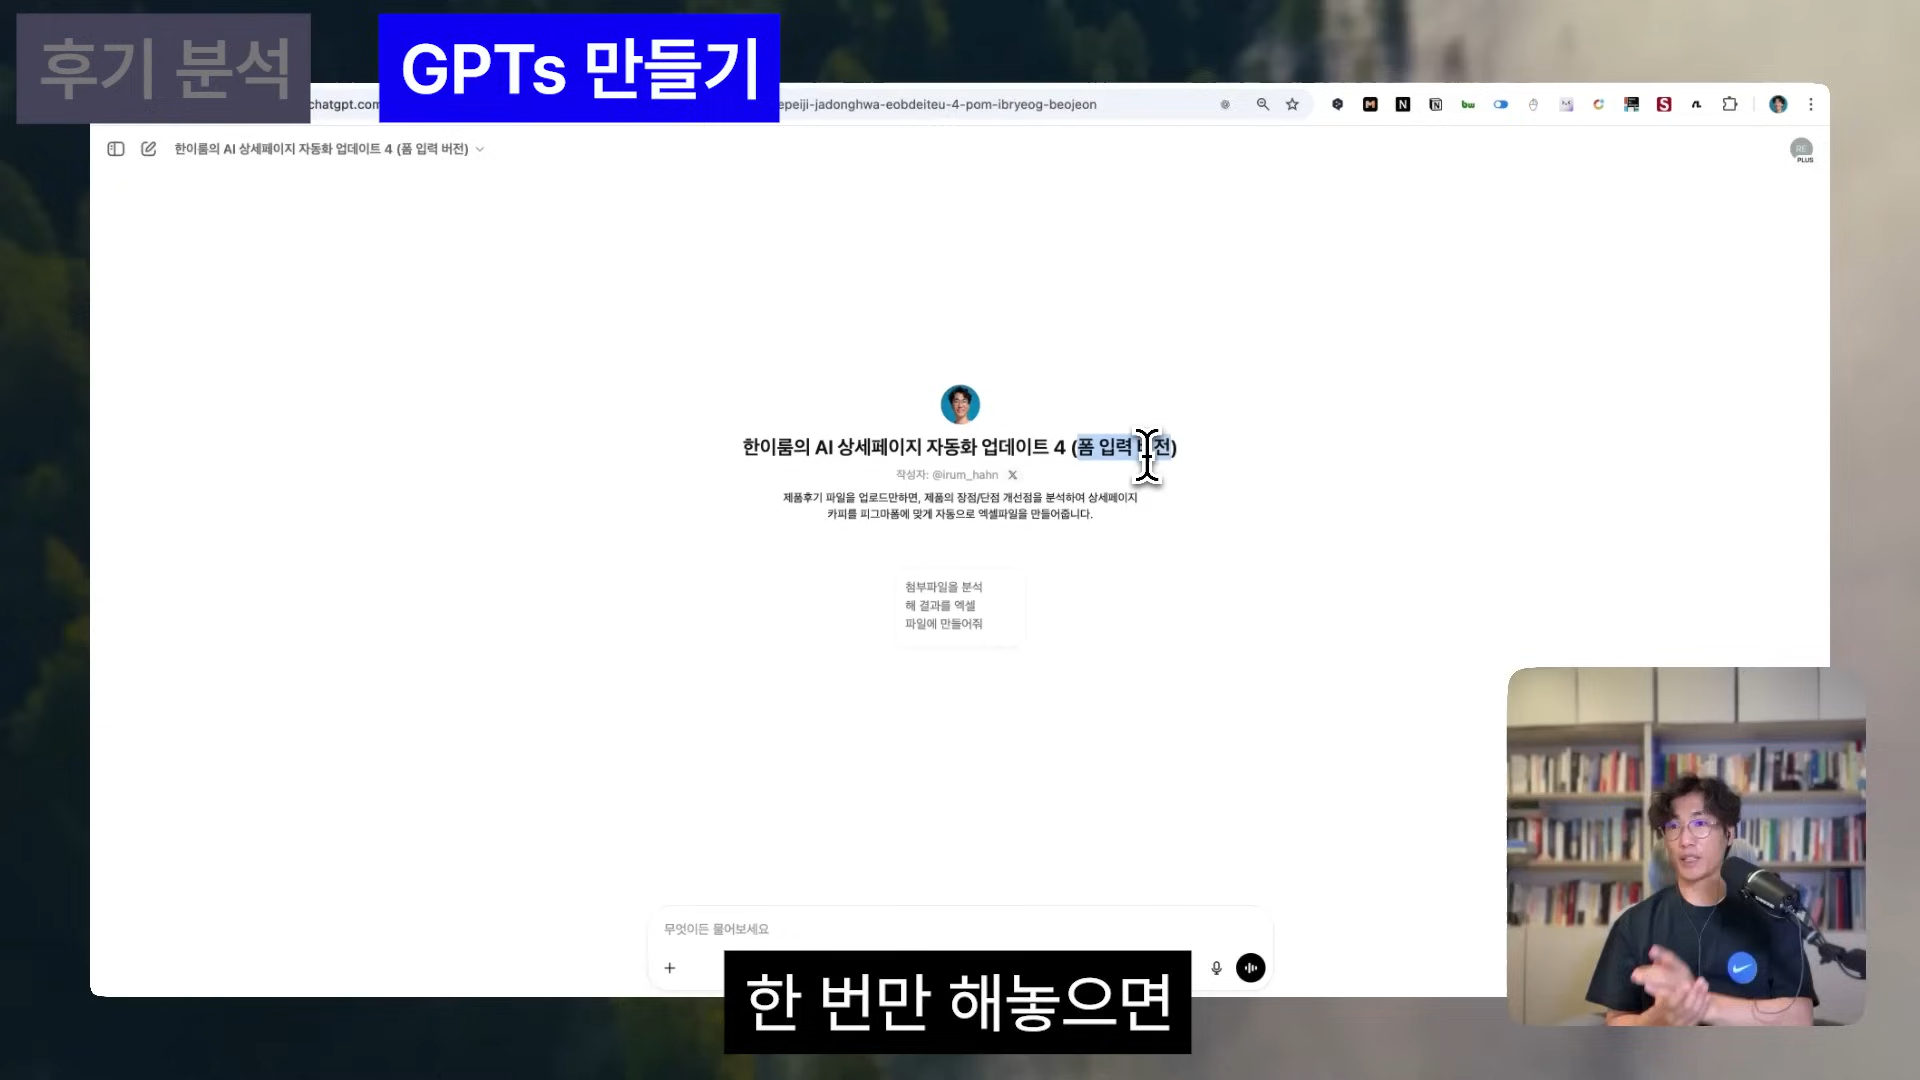 후기 분석
GPTs 만들기
chatgpt.com
epeiji-jadonghwa-eobdeiteu-4-pom-ibryeog-beojeon
한이룸의 AI 상세페이지 자동화 업데이트 4 (폼 입력 버전)
RE
PLUS
한이룸의 AI 상세페이지 자동화 업데이트 4 (폼 입력 버전)
작성자: @irum_hahn
제품후기 파일을 업로드만하면, 제품의 장점/단점 개선점을 분석하여 상세페이지
카피를 피그마폼에 맞게 자동으로 엑셀파일을 만들어줍니다.
첨부파일을 분석
해 결과를 엑셀
파일에 만들어줘
무엇이든 물어보세요
한 번만 해놓으면